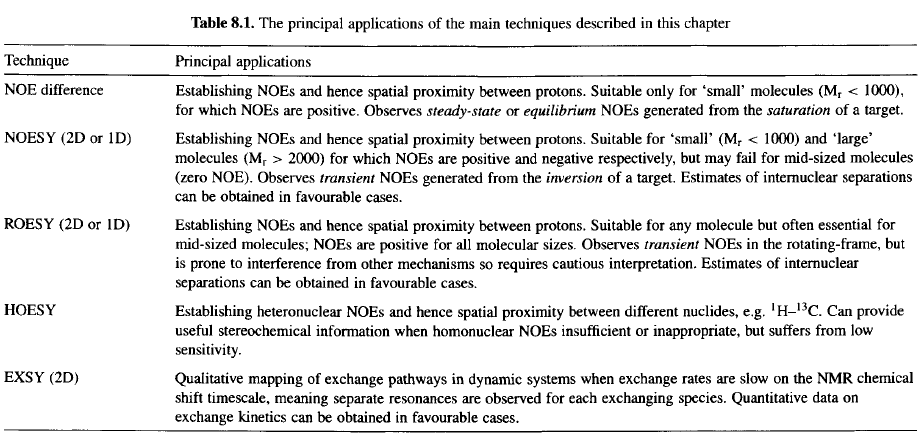 Table 8.1. The principal applications of the main techniques described in this chapter
Technique Principal applications
NOE difference Establishing NOEs and hence spatial proximity between protons. Suitable only for ‘small’ molecules (Mr < 1000),
for which NOEs are positive. Observes steady-state or equilibrium NOEs generated from the saturation of a target.
NOESY (2D or 1D) Establishing NOEs and hence spatial proximity between protons. Suitable for ‘small’ (Mr < 1000) and ‘large’
molecules (Mr > 2000) for which NOEs are positive and negative respectively, but may fail for mid-sized molecules
(zero NOE). Observes transient NOEs generated from the inversion of a target. Estimates of internuclear separations
can be obtained in favourable cases.
ROESY (2D or 1D) Establishing NOEs and hence spatial proximity between protons. Suitable for any molecule but often essential for
mid-sized molecules; NOEs are positive for all molecular sizes. Observes transient NOEs in the rotating-frame, but
is prone to interference from other mechanisms so requires cautious interpretation. Estimates of internuclear
separations can be obtained in favourable cases.
HOESY Establishing heteronuclear NOEs and hence spatial proximity between different nuclides, e.g. ¹H–¹³C. Can provide
useful stereochemical information when homonuclear NOEs insufficient or inappropriate, but suffers from low
sensitivity.
EXSY (2D) Qualitative mapping of exchange pathways in dynamic systems when exchange rates are slow on the NMR chemical
shift timescale, meaning separate resonances are observed for each exchanging species. Quantitative data on
exchange kinetics can be obtained in favourable cases.